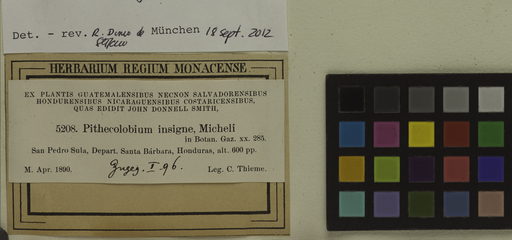 Det. - rev. R. Duno de München 18 sept. 2012
Stefano
HERBARIUM REGIUM MONACENSE
EX PLANTIS GUATEMALENSIBUS NECNON SALVADORENSIBUS
HONDURENSIBUS NICARAGUENSIBUS COSTARICENSIBUS,
QUAS EDIDIT JOHN DONNELL SMITH,
5208. Pithecolobium insigne, Micheli
in Botan. Gaz. xx. 285.
San Pedro Sula, Depart. Santa Bárbara, Honduras, alt. 600 pp.
M. Apr. 1890. Zugeg. I. 96. Leg. C. Thieme.